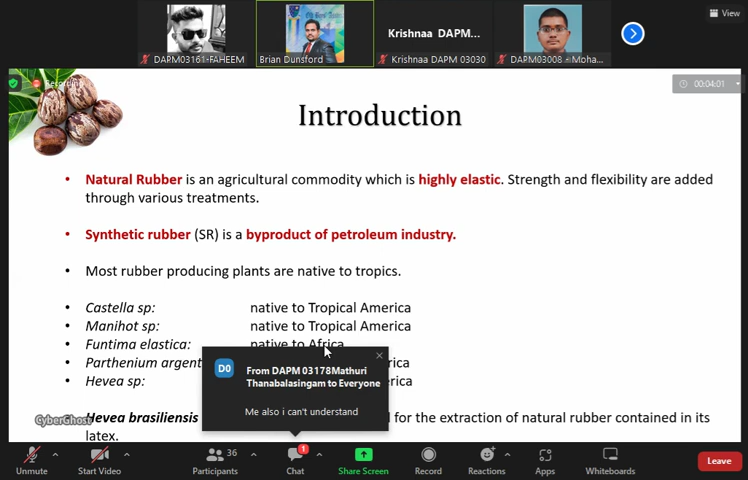 View
DAPM03161-FAHEEM
Brian Dunsford
Krishnaa DAPM...
Krishnaa DAPM 03030
DAPM03008 - Moha...
Recording
00:04:01
Introduction
• Natural Rubber is an agricultural commodity which is highly elastic. Strength and flexibility are added
through various treatments.
• Synthetic rubber (SR) is a byproduct of petroleum industry.
• Most rubber producing plants are native to tropics.
• Castella sp: native to Tropical America
• Manihot sp: native to Tropical America
• Funtima elastica: native to Africa
• Parthenium argent
• Hevea sp:
D0
From DAPM 03178Mathuri
Thanabalasingam to Everyone
Me also i can't understand
Hevea brasiliensis d for the extraction of natural rubber contained in its
latex.
CyberGhost
Unmute
Start Video
36
Participants
1
Chat
Share Screen
Record
Reactions
Apps
Whiteboards
Leave